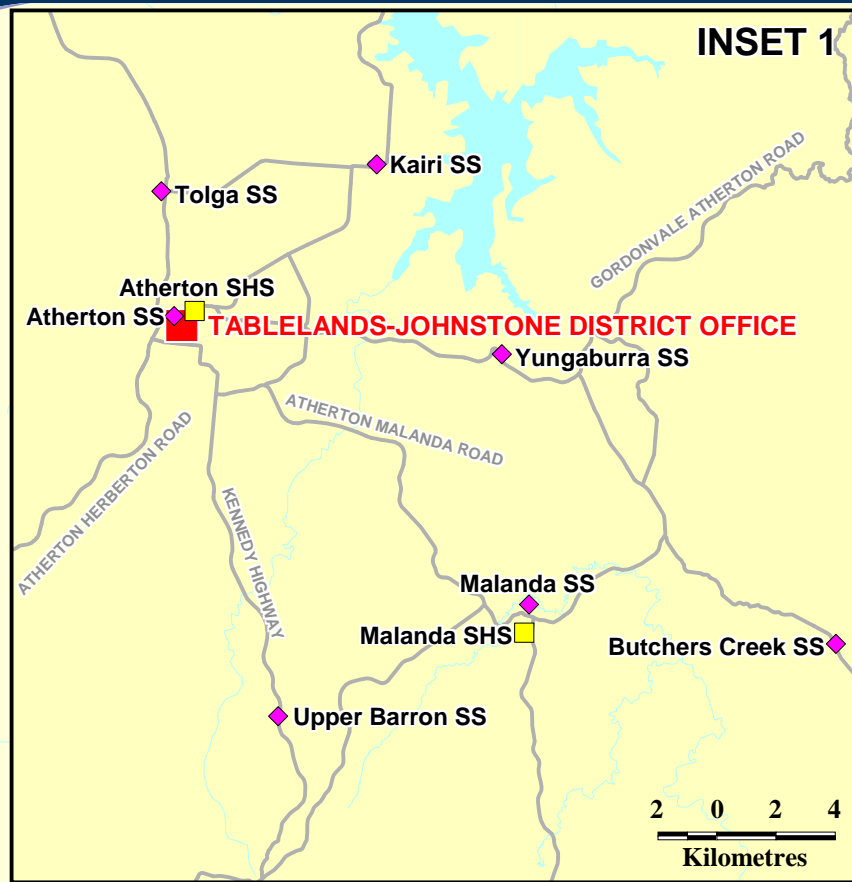 INSET 1
Kairi SS
Tolga SS
GORDONVALE ATHERTON ROAD
Atherton SHS
Atherton SS
TABLELANDS-JOHNSTONE DISTRICT OFFICE
Yungaburra SS
ATHERTON MALANDA ROAD
ATHERTON HERBERTON ROAD
KENNEDY HIGHWAY
Malanda SS
Malanda SHS
Butchers Creek SS
Upper Barron SS
2 0 2 4
Kilometres